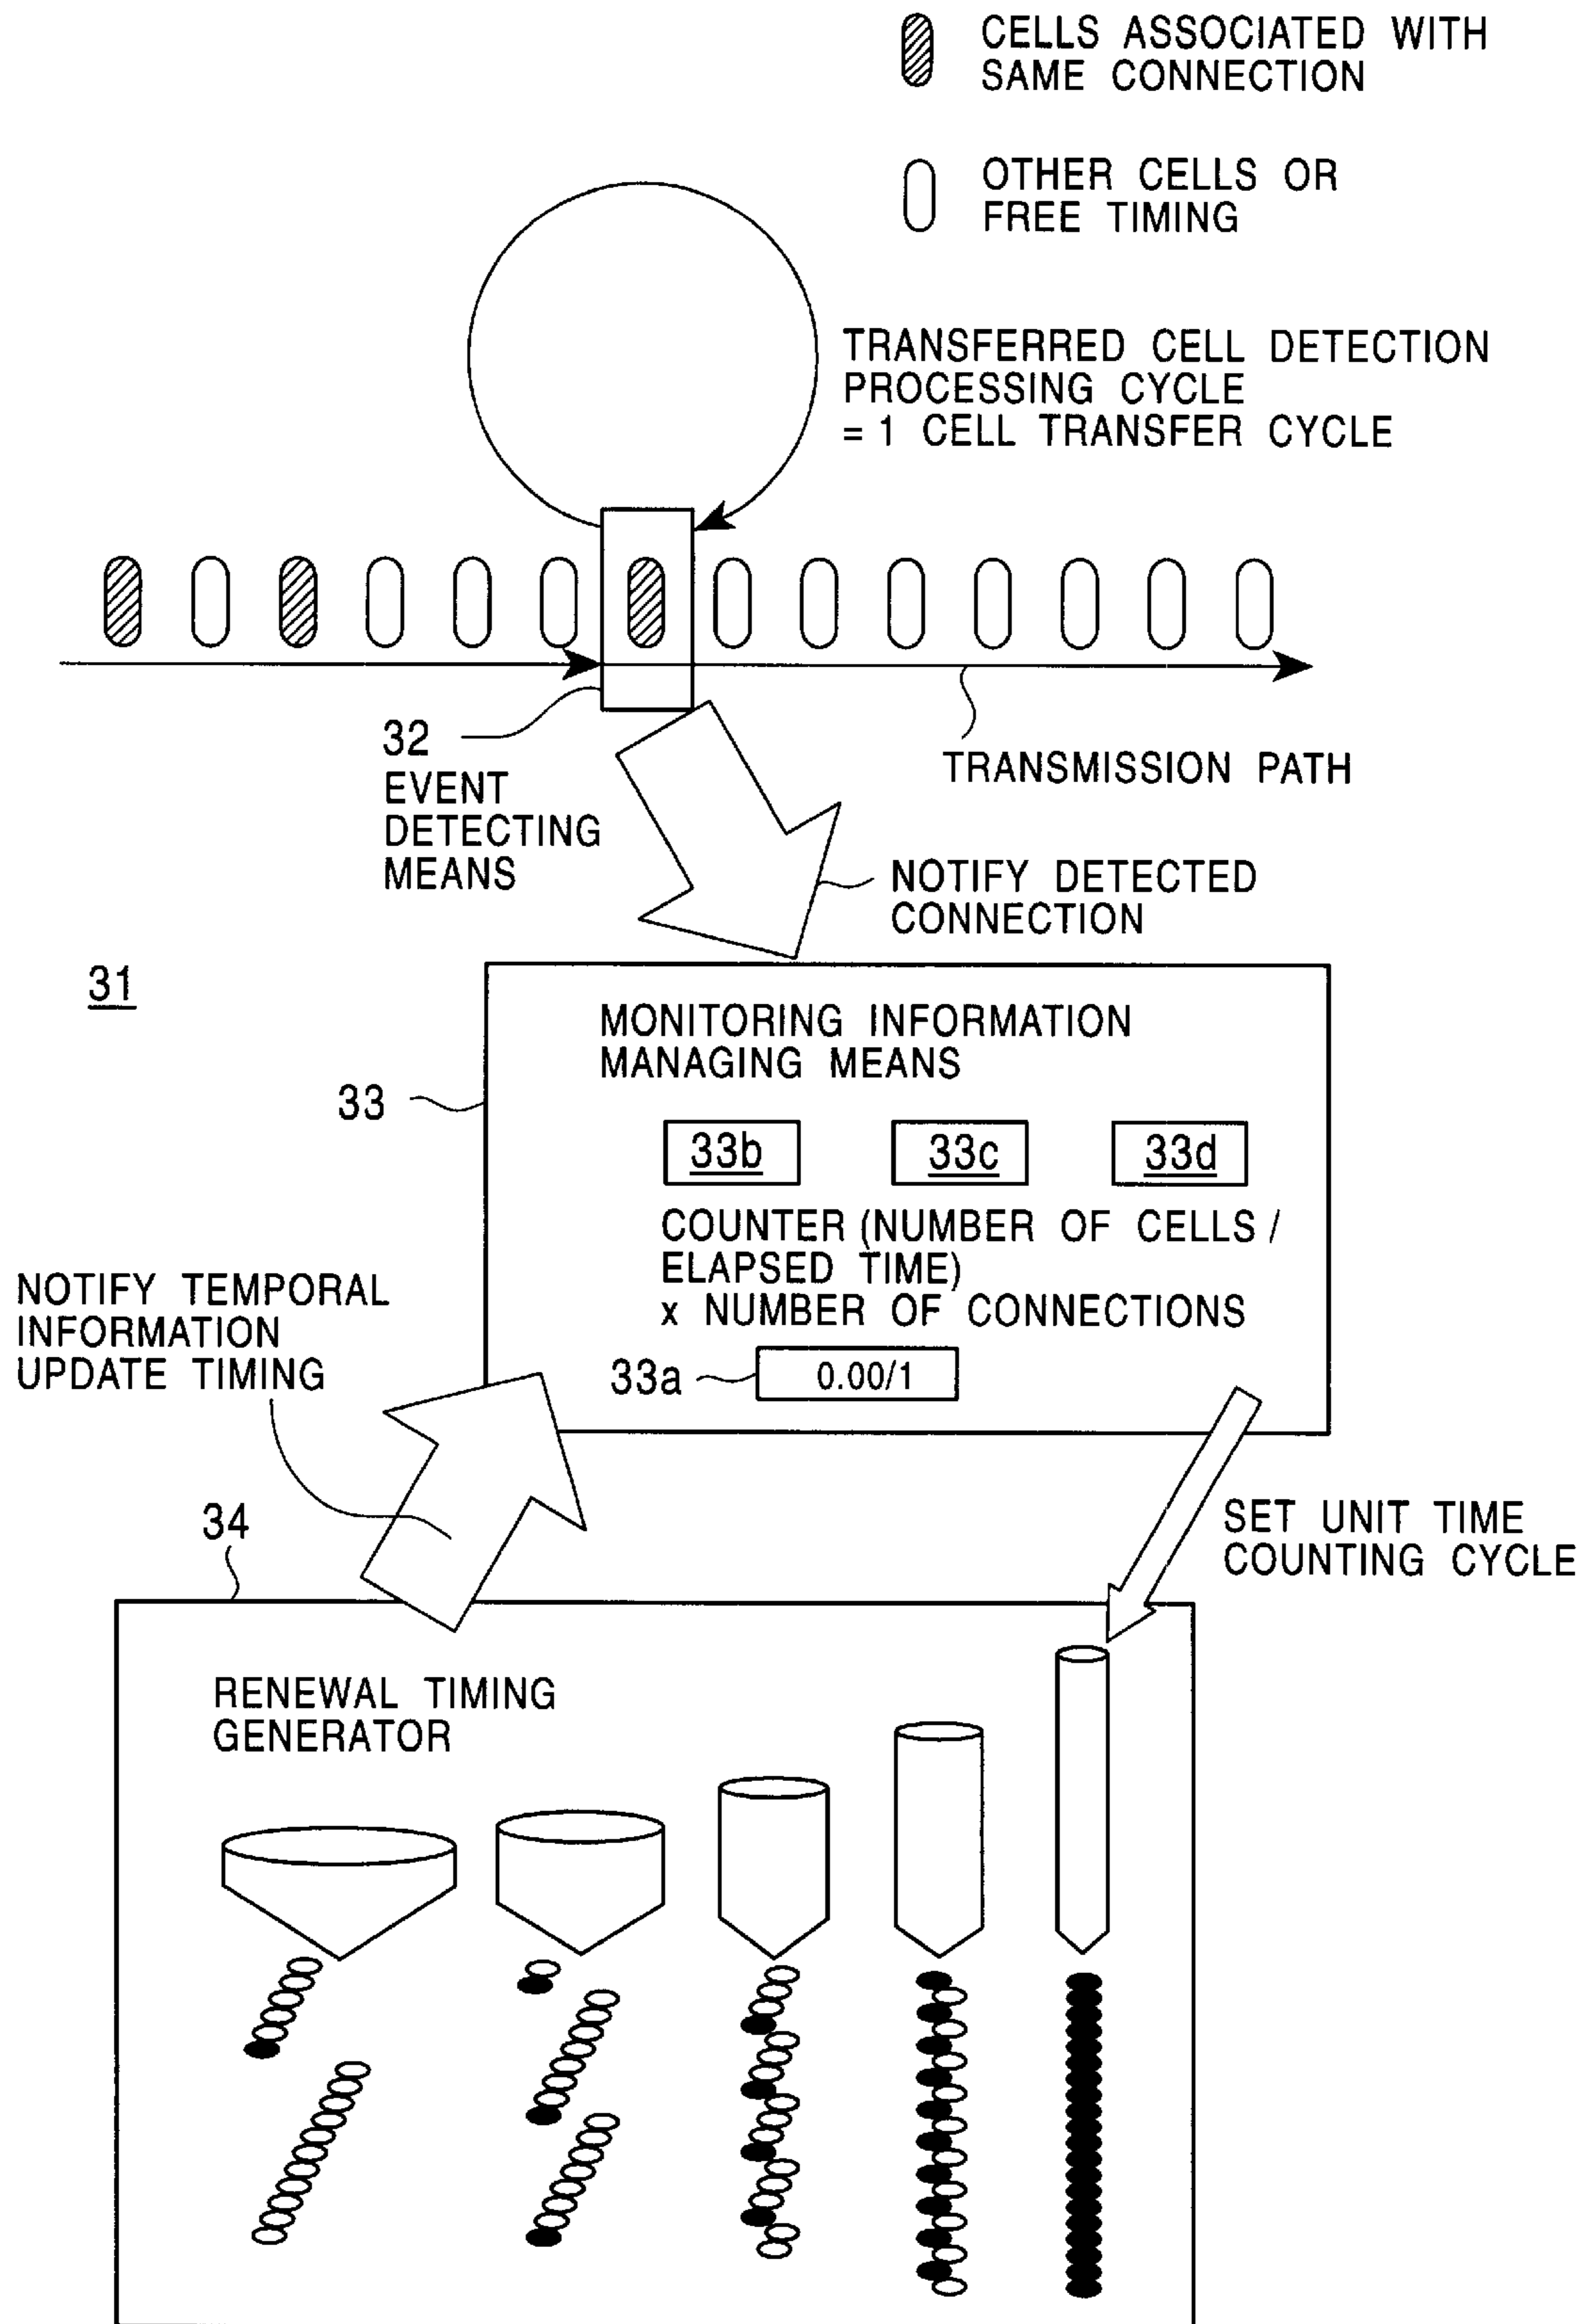 CELLS ASSOCIATED WITH
SAME CONNECTION
OTHER CELLS OR
FREE TIMING
TRANSFERRED CELL DETECTION
PROCESSING CYCLE
= 1 CELL TRANSFER CYCLE
32
EVENT
DETECTING
MEANS
TRANSMISSION PATH
NOTIFY DETECTED
CONNECTION
31
MONITORING INFORMATION
MANAGING MEANS
33
33b 33c 33d
COUNTER (NUMBER OF CELLS /
ELAPSED TIME)
x NUMBER OF CONNECTIONS
33a 0.00/1
NOTIFY TEMPORAL
INFORMATION
UPDATE TIMING
34
SET UNIT TIME
COUNTING CYCLE
RENEWAL TIMING
GENERATOR